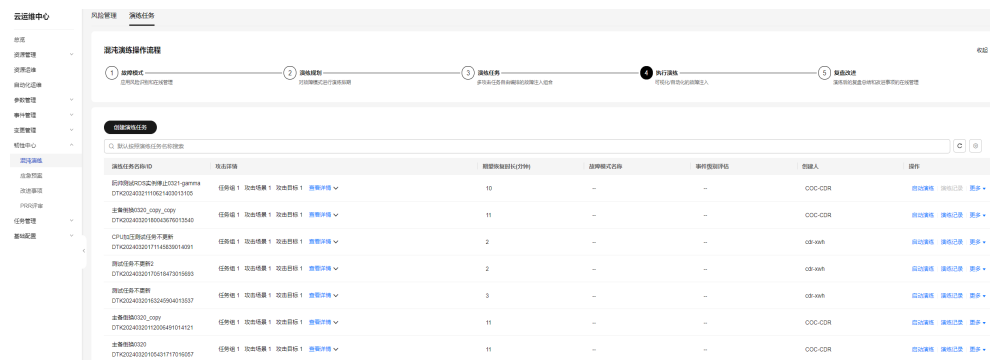 云运维中心
风险管理 演练任务
总览
资源管理
资源运维
自动化运维
参数管理
事件管理
变更管理
韧性中心
混沌演练
应急预案
改进事项
PRR评审
任务管理
基础配置
混沌演练操作流程
收起
1 故障模式
应用风险识别和在线管理
2 演练规划
对故障模式进行演练排期
3 演练任务
多攻击任务自由编排的故障注入组合
4 执行演练
可视化/自动化的故障注入
5 复盘改进
演练后的复盘总结和改进事项的在线管理
创建演练任务
默认按照演练任务名称搜索
演练任务名称/ID 攻击详情 期望恢复时长(分钟) 故障模式名称 事件级别评估 创建人 操作
回归测试RDS实例停止0321-gamma
DTK2024032111062140301​3105
任务组 1 攻击场景 1 攻击目标 1 查看详情 10 -- -- COC-CDR 启动演练 演练记录 更多
主备倒换0320_copy_copy
DTK20240320180043676013540
任务组 1 攻击场景 1 攻击目标 1 查看详情 11 -- -- COC-CDR 启动演练 演练记录 更多
CPU加压测试任务不更新
DTK20240320171145839014091
任务组 1 攻击场景 1 攻击目标 1 查看详情 2 -- -- cdr-xwh 启动演练 演练记录 更多
测试任务不更新2
DTK20240320170518473015693
任务组 1 攻击场景 1 攻击目标 1 查看详情 2 -- -- cdr-xwh 启动演练 演练记录 更多
测试任务不更新
DTK20240320163245904013537
任务组 1 攻击场景 1 攻击目标 1 查看详情 3 -- -- cdr-xwh 启动演练 演练记录 更多
主备倒换0320_copy
DTK20240320112005491014121
任务组 1 攻击场景 1 攻击目标 1 查看详情 11 -- -- COC-CDR 启动演练 演练记录 更多
主备倒换0320
DTK20240320105431717016057
任务组 1 攻击场景 1 攻击目标 1 查看详情 11 -- -- COC-CDR 启动演练 演练记录 更多